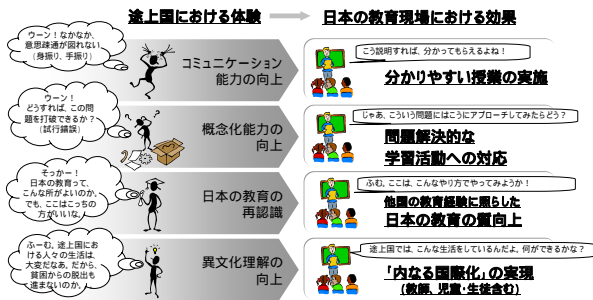 途上国における体験
日本の教育現場における効果
ウーン！なかなか、
意思疎通が図れない
（身振り、手振り）
コミュニケーション
能力の向上
こう説明すれば、分かってもらえるよね！
分かりやすい授業の実施
ウーン！
どうすれば、この問
題を打破できるか？
（試行錯誤）
概念化能力の
向上
じゃあ、こういう問題にはこうにアプローチしてみたらどう？
問題解決的な
学習活動への対応
そっかー！
日本の教育って、
こんな所がよいのか。
でも、ここはこっちの
方がいいな。
日本の教育の
再認識
ふむ、ここは、こんなやり方でやってみようか！
他国の教育経験に照らした
日本の教育の質向上
ふーむ、途上国にお
ける人々の生活は、
大変だなあ。だから、
貧困からの脱出も
進まないのか。
異文化理解の
向上
途上国では、こんな生活をしているんだよ。何ができるかな？
「内なる国際化」の実現
（教師、児童・生徒含む）